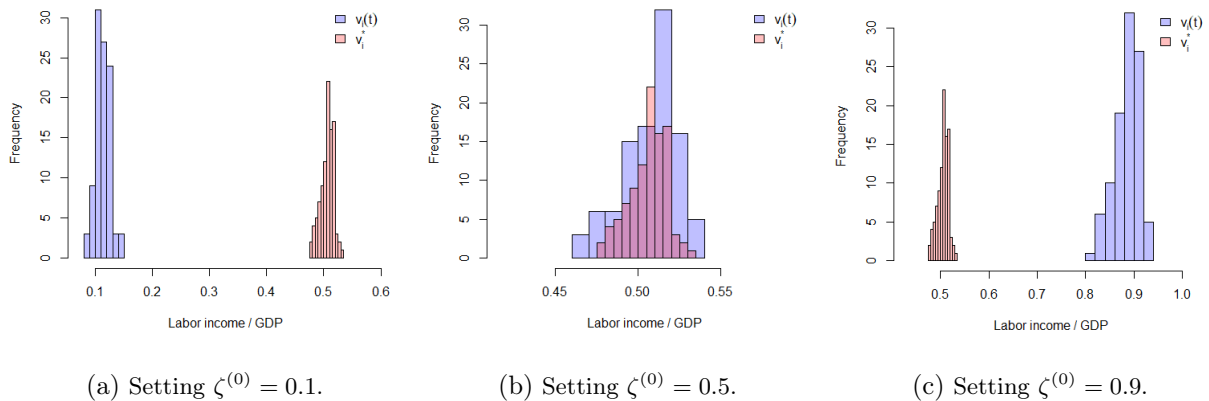 30
25
20
15
10
5
0
Frequency
0.1 0.2 0.3 0.4 0.5 0.6
Labor income / GDP
v_i(t)
v_i^*
(a) Setting ζ^(0) = 0.1.
30
25
20
15
10
5
0
Frequency
0.45 0.50 0.55
Labor income / GDP
v_i(t)
v_i^*
(b) Setting ζ^(0) = 0.5.
30
25
20
15
10
5
0
Frequency
0.5 0.6 0.7 0.8 0.9 1.0
Labor income / GDP
v_i(t)
v_i^*
(c) Setting ζ^(0) = 0.9.